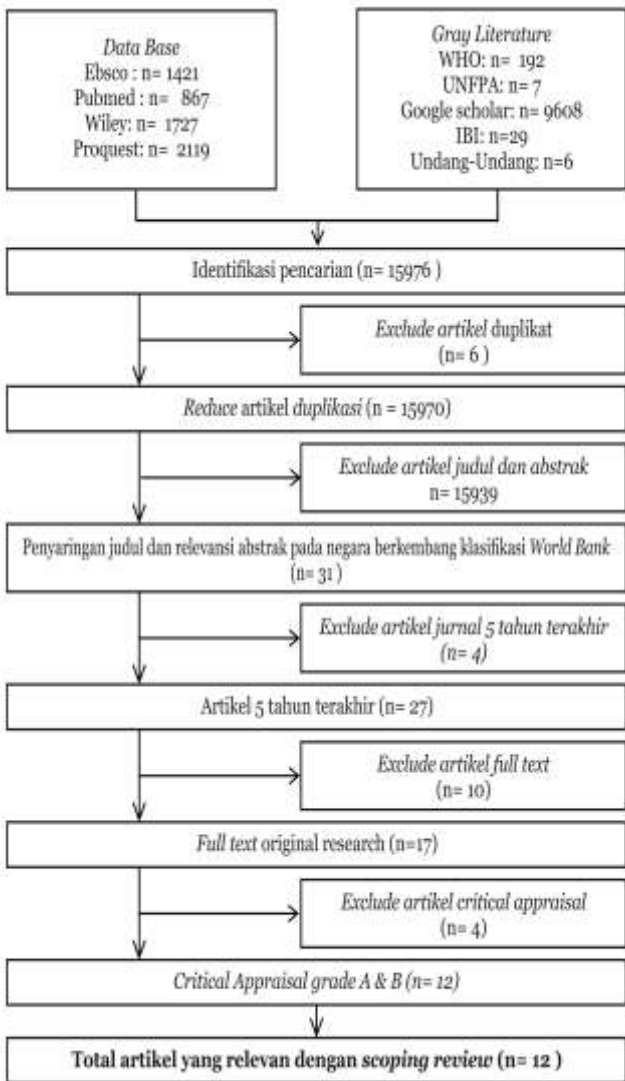 Data Base
Ebsco : n= 1421
Pubmed : n= 867
Wiley: n= 1727
Proquest: n= 2119
Gray Literature
WHO: n= 192
UNFPA: n= 7
Google scholar: n= 9608
IBI: n=29
Undang-Undang: n=6
Identifikasi pencarian (n= 15976 )
Exclude artikel duplikat
(n= 6 )
Reduce artikel duplikasi (n = 15970)
Exclude artikel judul dan abstrak
n= 15939
Penyaringan judul dan relevansi abstrak pada negara berkembang klasifikasi World Bank
(n= 31 )
Exclude artikel jurnal 5 tahun terakhir
(n= 4)
Artikel 5 tahun terakhir (n= 27)
Exclude artikel full text
(n= 10)
Full text original research (n=17)
Exclude artikel critical appraisal
(n= 4)
Critical Appraisal grade A & B (n= 12)
Total artikel yang relevan dengan scoping review (n= 12 )